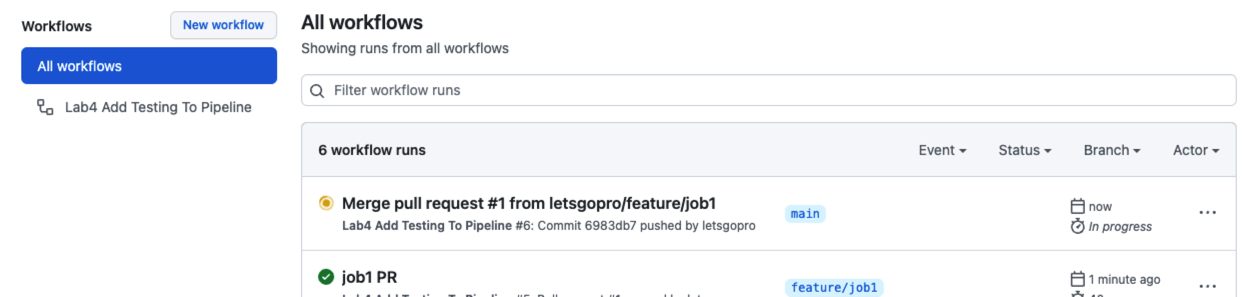 Workflows
New workflow
All workflows
Lab4 Add Testing To Pipeline
All workflows
Showing runs from all workflows
Filter workflow runs
6 workflow runs
Event
Status
Branch
Actor
Merge pull request #1 from letsgopro/feature/job1
Lab4 Add Testing To Pipeline #6: Commit 6983db7 pushed by letsgopro
main
now
In progress
job1 PR
feature/job1
1 minute ago